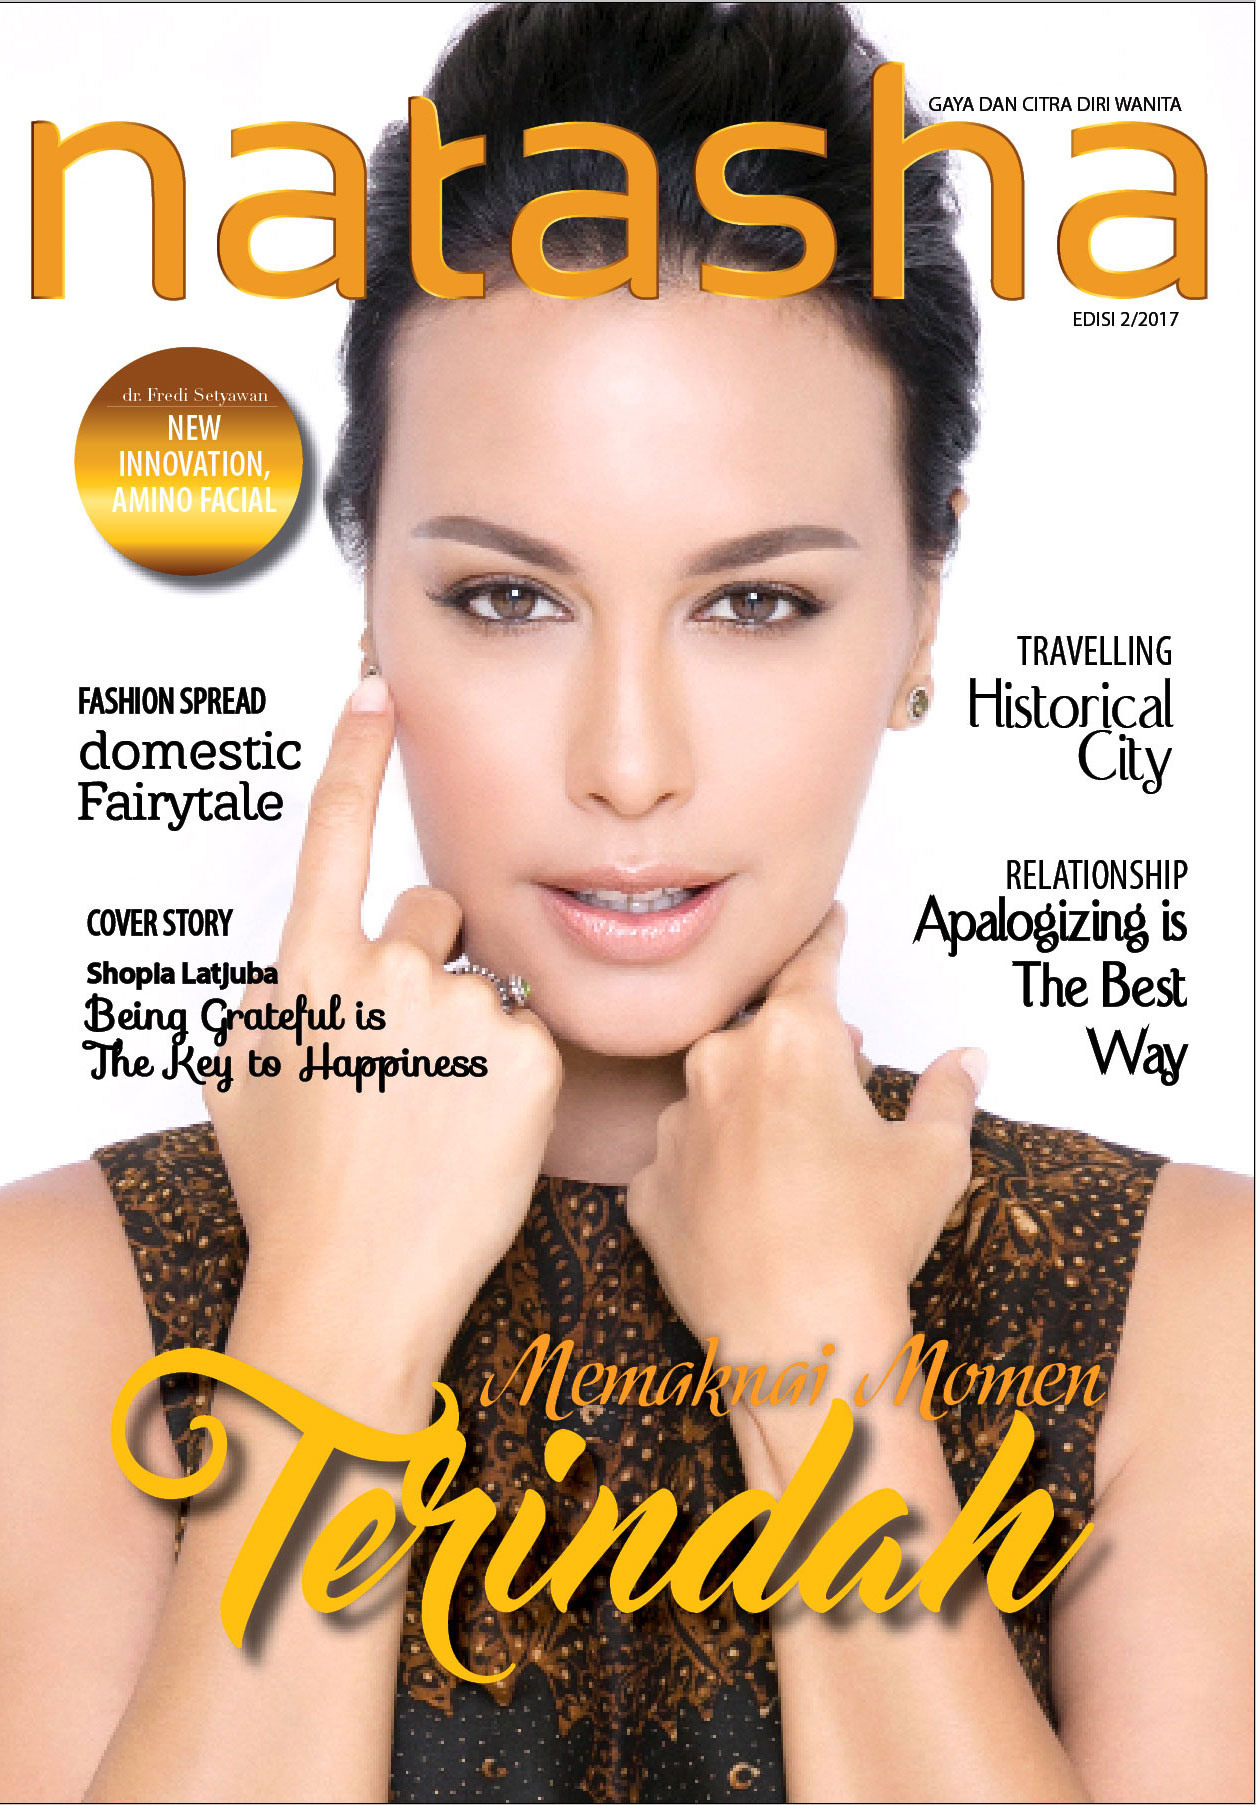 GAYA DAN CITRA DIRI WANITA
natasha
EDISI 2/2017
dr. Fredi Setyawan
NEW
INNOVATION,
AMINO FACIAL
FASHION SPREAD
domestic
Fairytale
TRAVELLING
Historical
City
COVER STORY
Shopia Latjuba
Being Grateful is
The Key to Happiness
RELATIONSHIP
Apalogizing is
The Best
Way
Memaknai Momen
Terindah